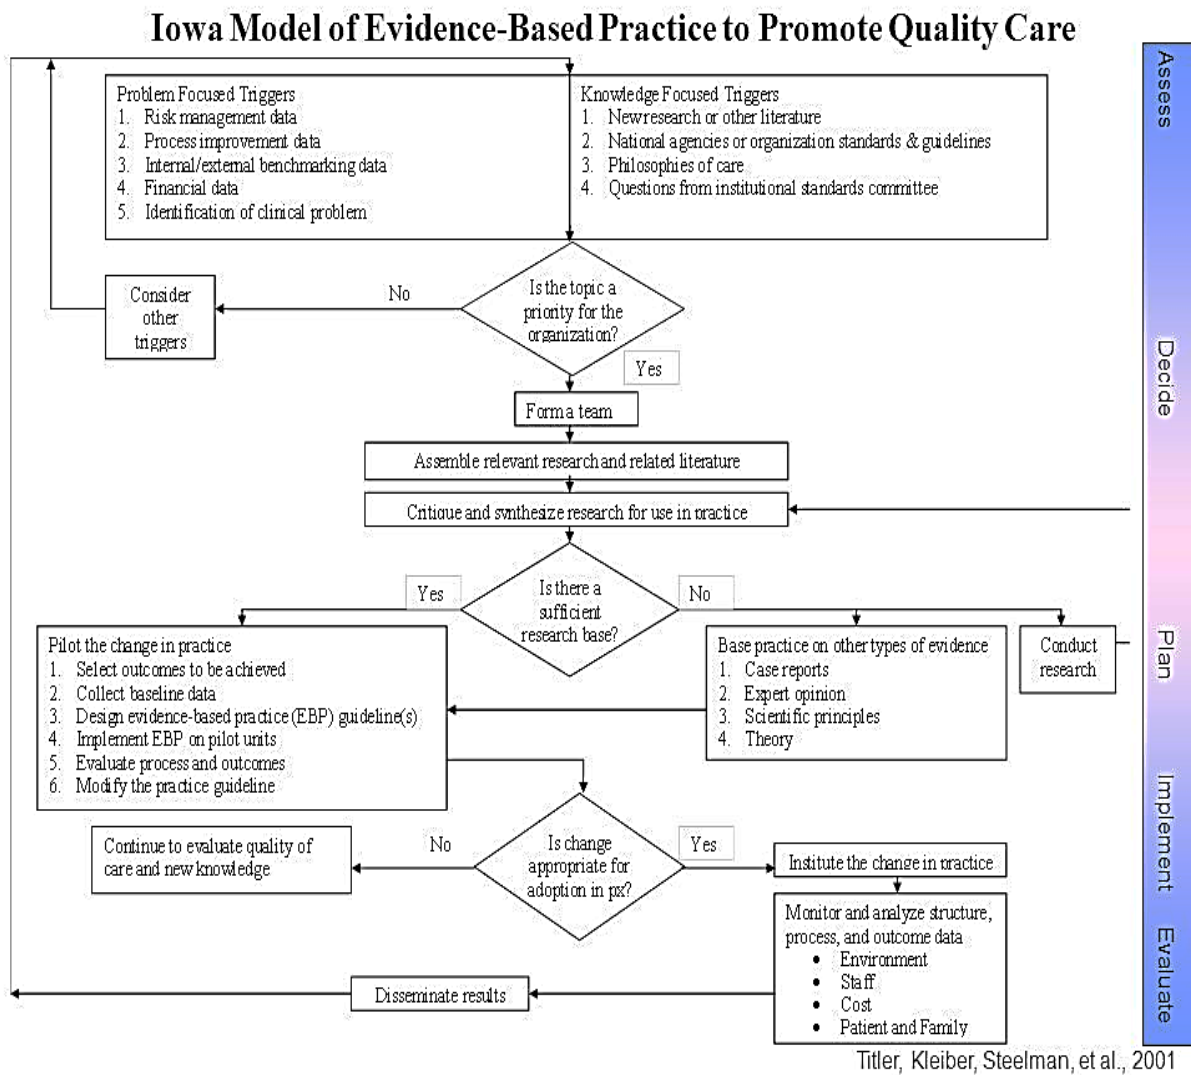 Iowa Model of Evidence-Based Practice to Promote Quality Care
Problem Focused Triggers
1. Risk management data
2. Process improvement data
3. Internal/external benchmarking data
4. Financial data
5. Identification of clinical problem
Knowledge Focused Triggers
1. New research or other literature
2. National agencies or organization standards & guidelines
3. Philosophies of care
4. Questions from institutional standards committee
Assess
Consider
other
triggers
No
Is the topic a
priority for the
organization?
Yes
Decide
Form a team
Assemble relevant research and related literature
Critique and synthesize research for use in practice
Yes
Is there a
sufficient
research base?
No
Pilot the change in practice
1. Select outcomes to be achieved
2. Collect baseline data
3. Design evidence-based practice (EBP) guideline(s)
4. Implement EBP on pilot units
5. Evaluate process and outcomes
6. Modify the practice guideline
Base practice on other types of evidence
1. Case reports
2. Expert opinion
3. Scientific principles
4. Theory
Conduct
research
Plan
Continue to evaluate quality of
care and new knowledge
No
Is change
appropriate for
adoption in px?
Yes
Institute the change in practice
Implement
Monitor and analyze structure,
process, and outcome data
• Environment
• Staff
• Cost
• Patient and Family
Disseminate results
Evaluate
Titler, Kleiber, Steelman, et al., 2001